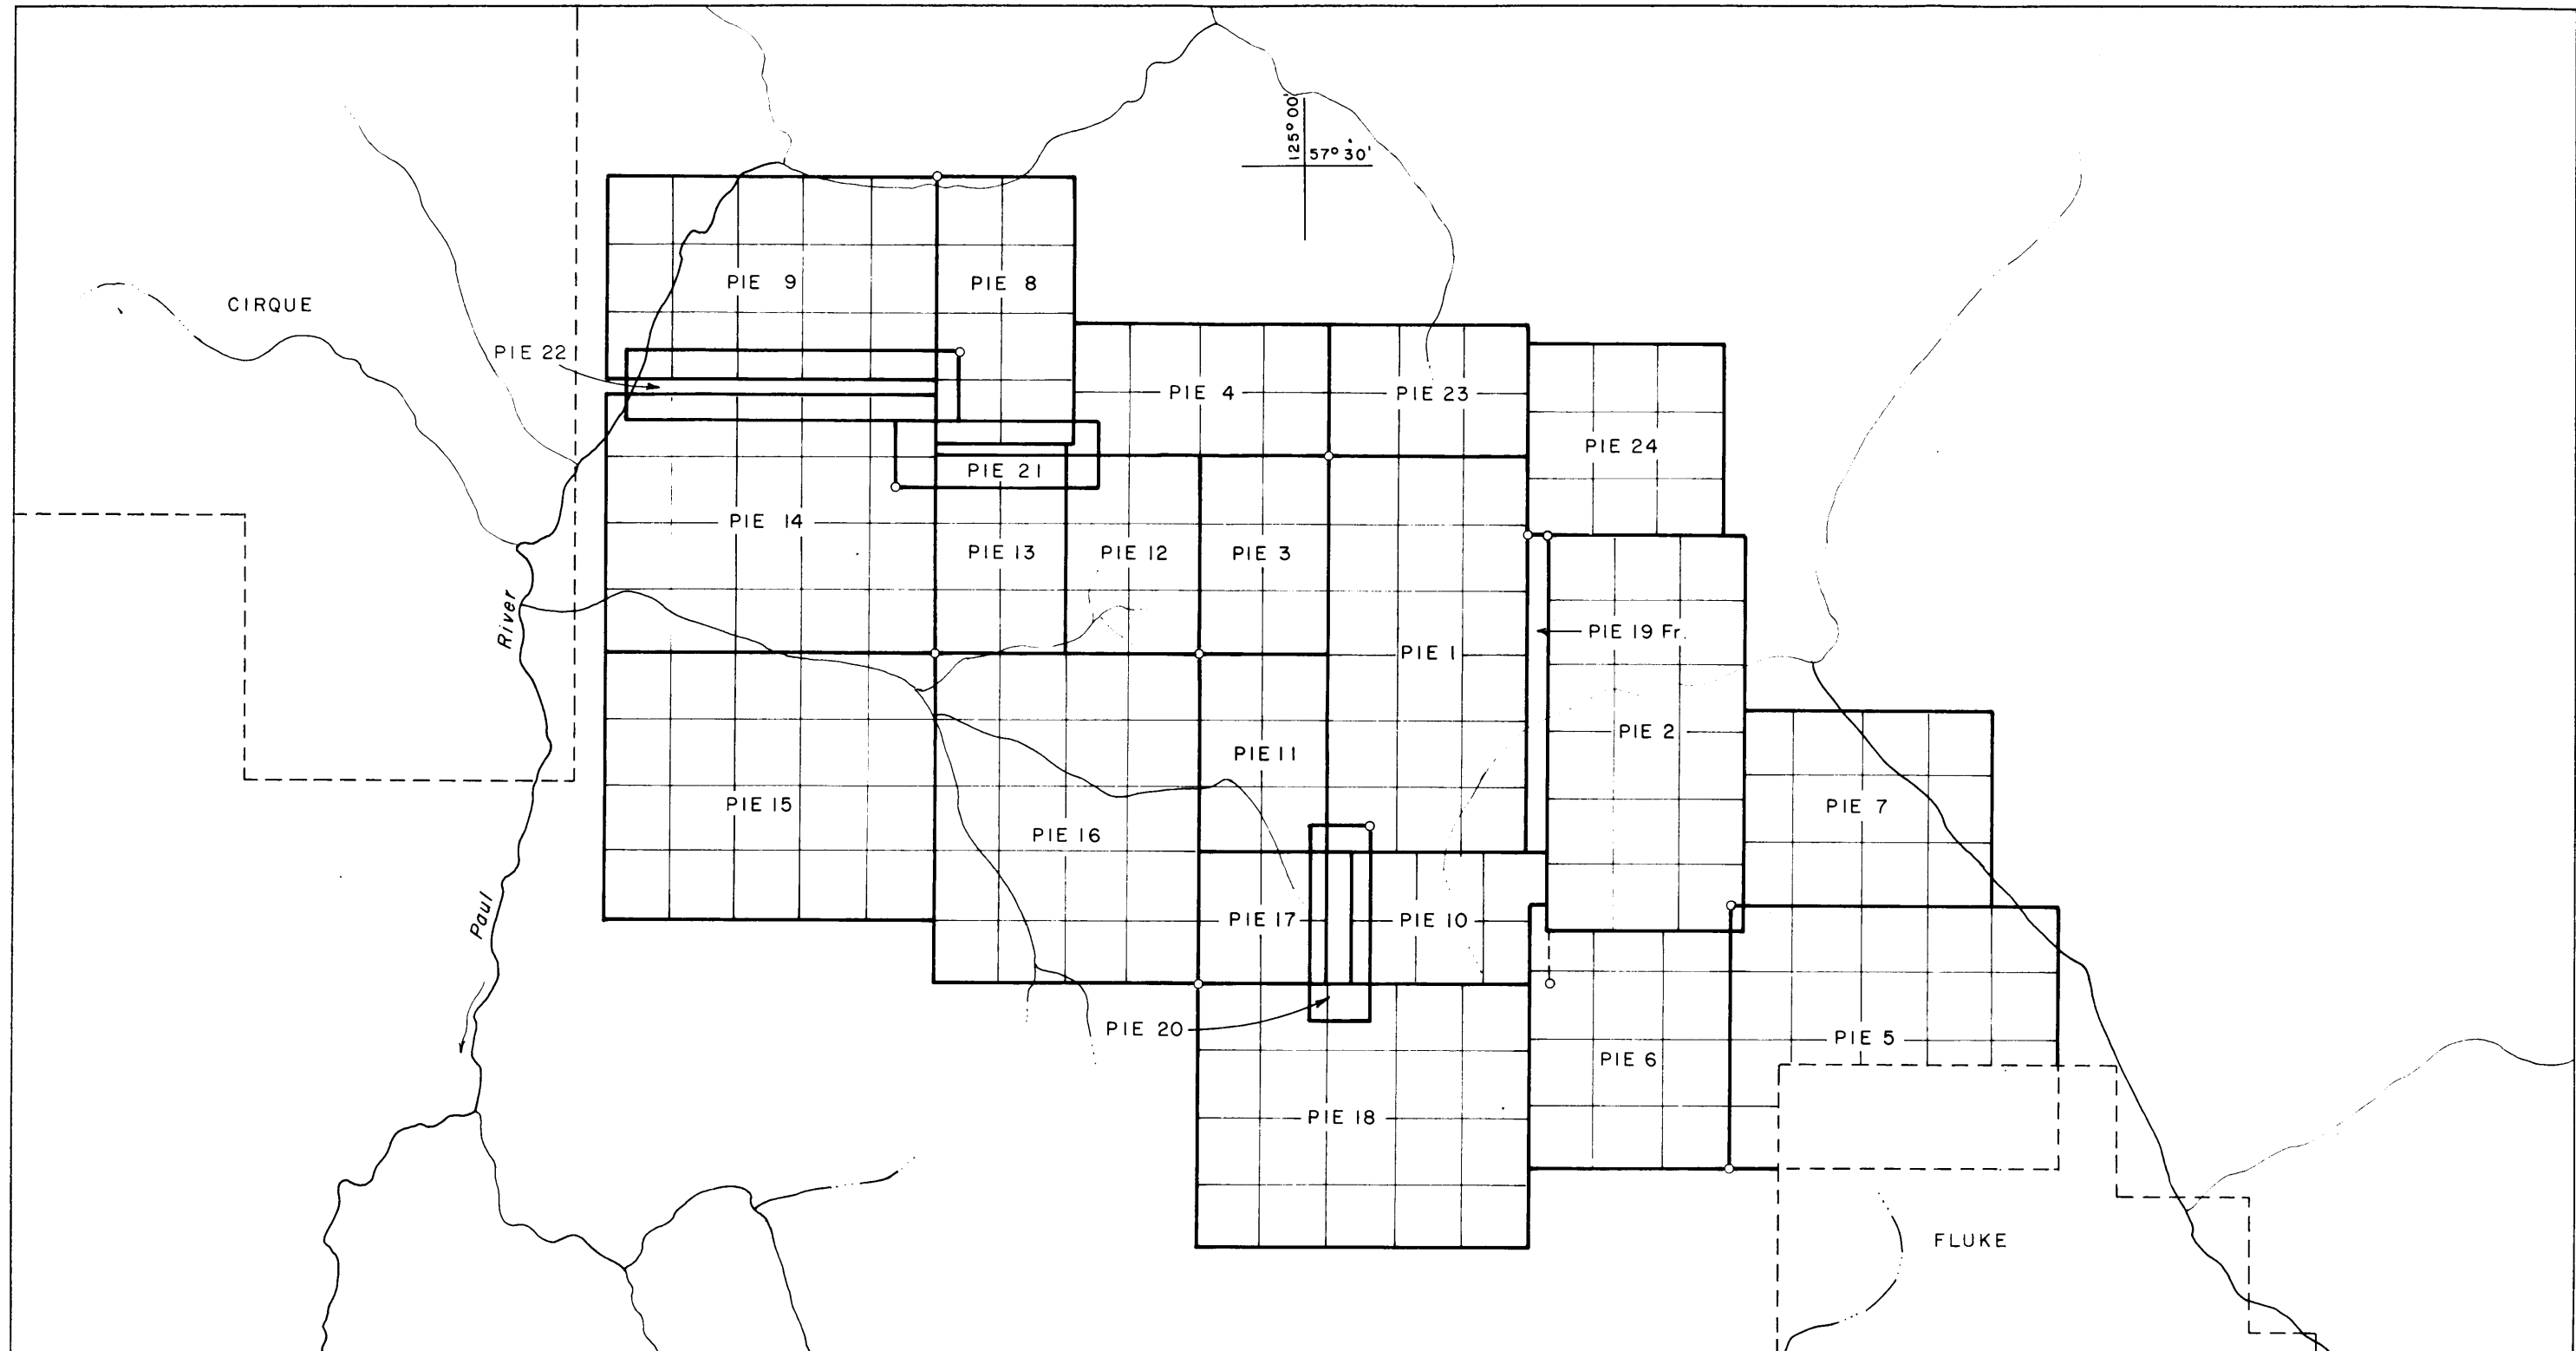 125° 00'
57° 30'
PIE 9
PIE 8
CIRQUE
PIE 22
PIE 4
PIE 23
PIE 24
PIE 21
PIE 14
PIE 13
PIE 12
PIE 3
River
PIE 19 Fr.
PIE 1
PIE 2
PIE 11
PIE 15
PIE 7
PIE 16
Paul
PIE 17
PIE 10
PIE 20
PIE 5
PIE 6
PIE 18
FLUKE